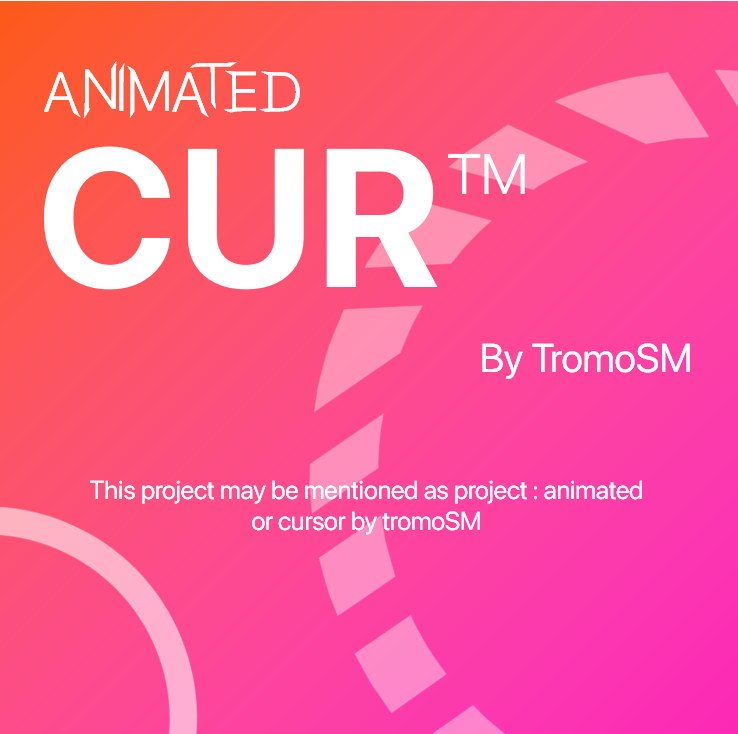 ANIMATED
CUR™
By TromoSM
This project may be mentioned as project : animated
or cursor by tromoSM